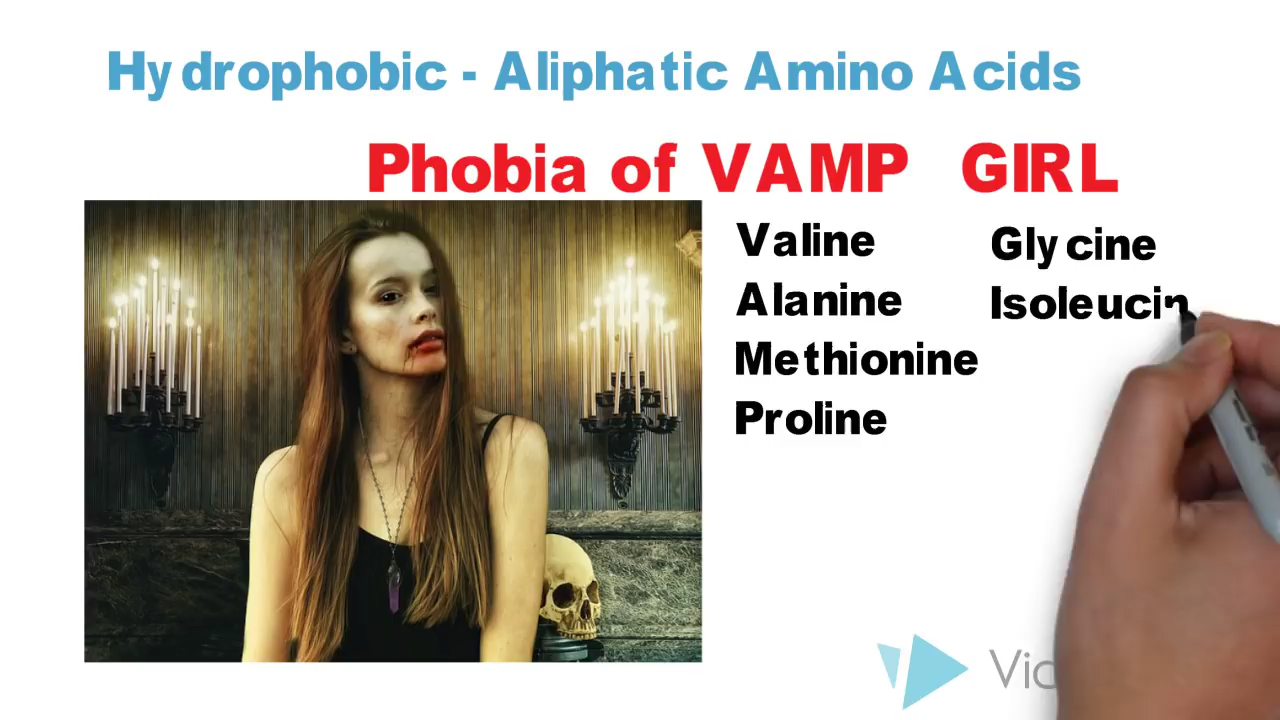 Hydrophobic - Aliphatic Amino Acids
Phobia of VAMP GIRL
Valine
Alanine
Methionine
Proline
Glycine
Isoleucin